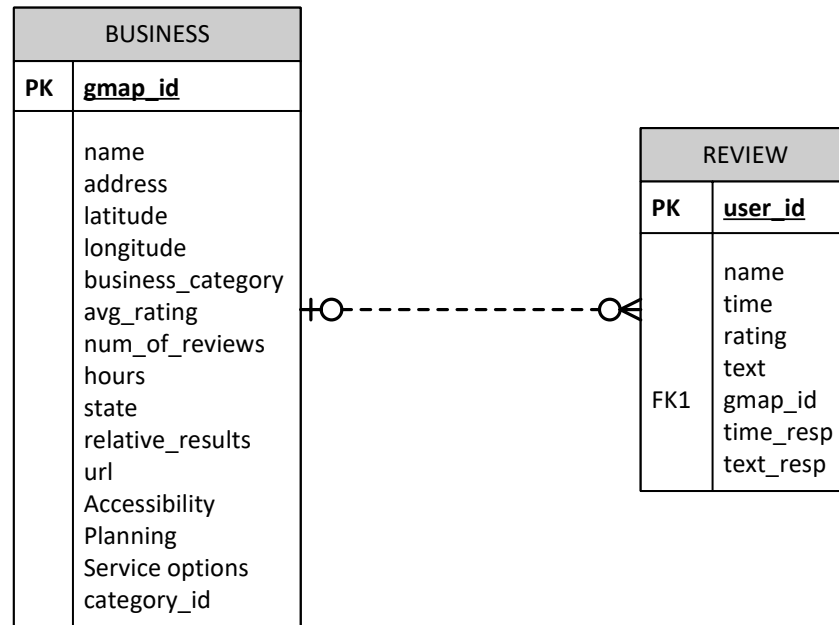 BUSINESS
PK gmap_id
name
address
latitude
longitude
business_category
avg_rating
num_of_reviews
hours
state
relative_results
url
Accessibility
Planning
Service options
category_id
REVIEW
PK user_id
name
time
rating
text
FK1 gmap_id
time_resp
text_resp